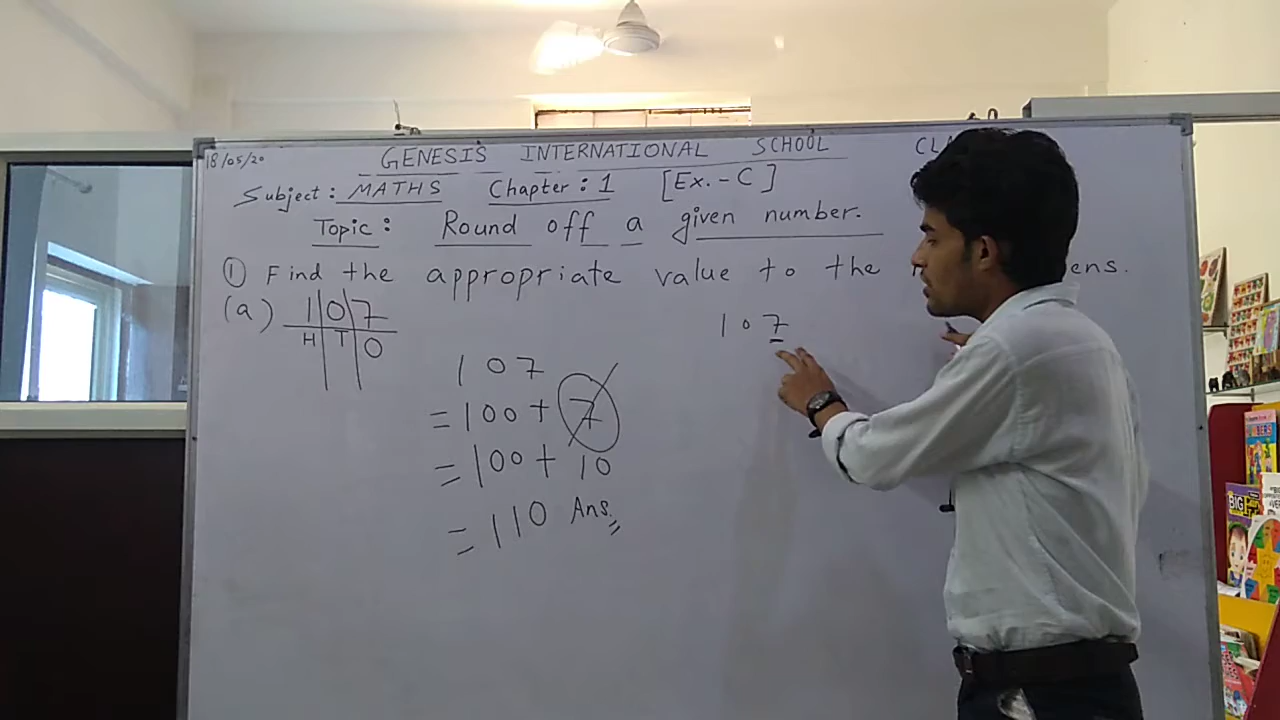 18/05/20
GENESIS INTERNATIONAL SCHOOL
Subject: MATHS Chapter: 1 [Ex.-C]
Topic: Round off a given number.
① Find the appropriate value to the
(a) 107
H T O
107
= 100 + 7
= 100 + 10
= 110 Ans.
107
BIG